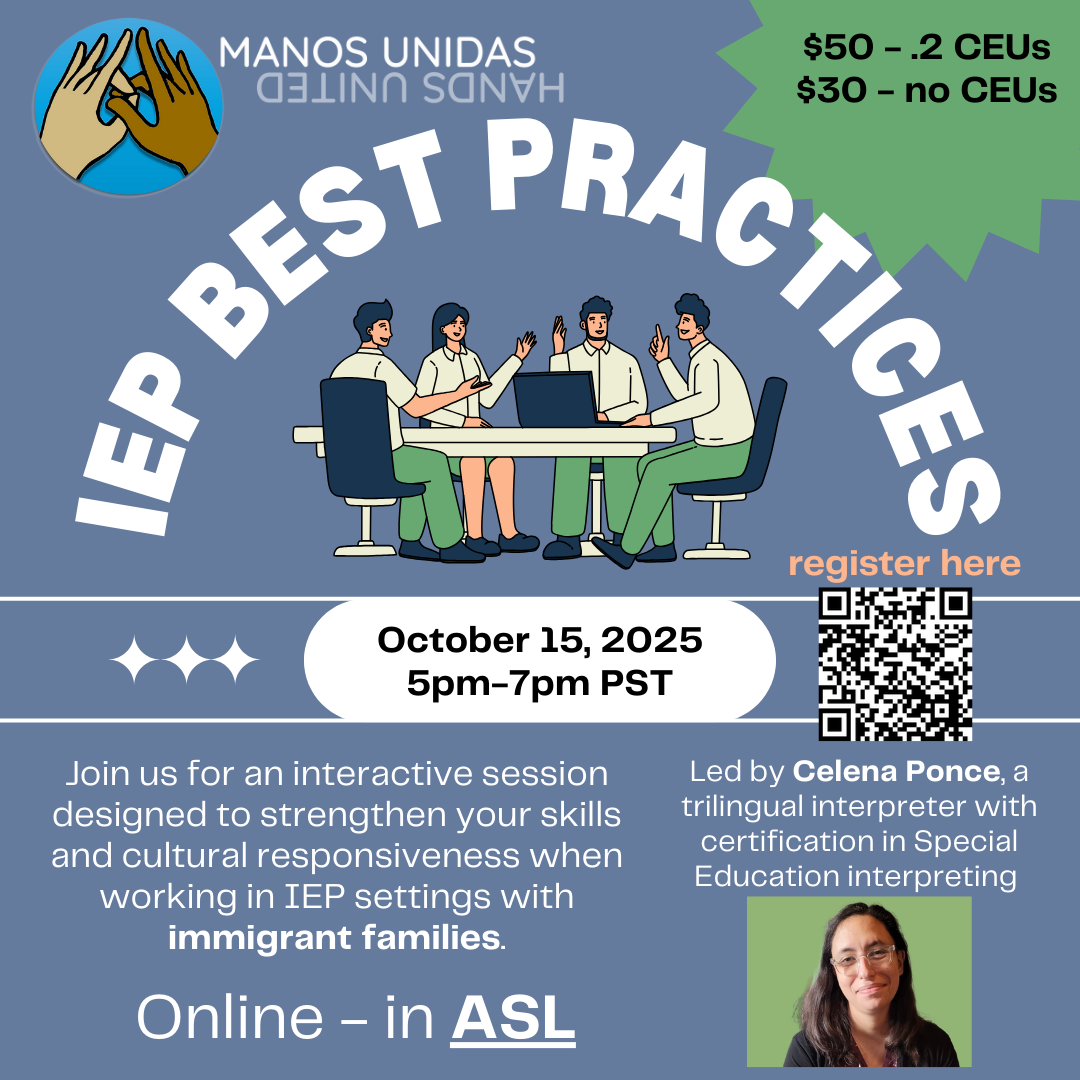 MANOS UNIDAS
HANDS UNITED
$50 - .2 CEUs
$30 - no CEUs
IEP BEST PRACTICES
register here
October 15, 2025
5pm-7pm PST
Join us for an interactive session
designed to strengthen your skills
and cultural responsiveness when
working in IEP settings with
immigrant families.
Online - in ASL
Led by Celena Ponce, a
trilingual interpreter with
certification in Special
Education interpreting